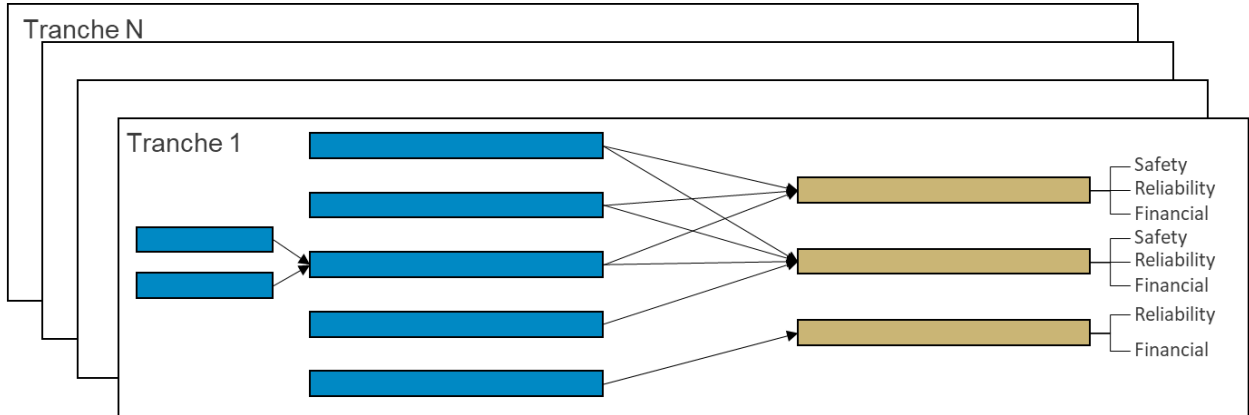 Tranche N
Tranche 1
Safety
Reliability
Financial
Safety
Reliability
Financial
Reliability
Financial